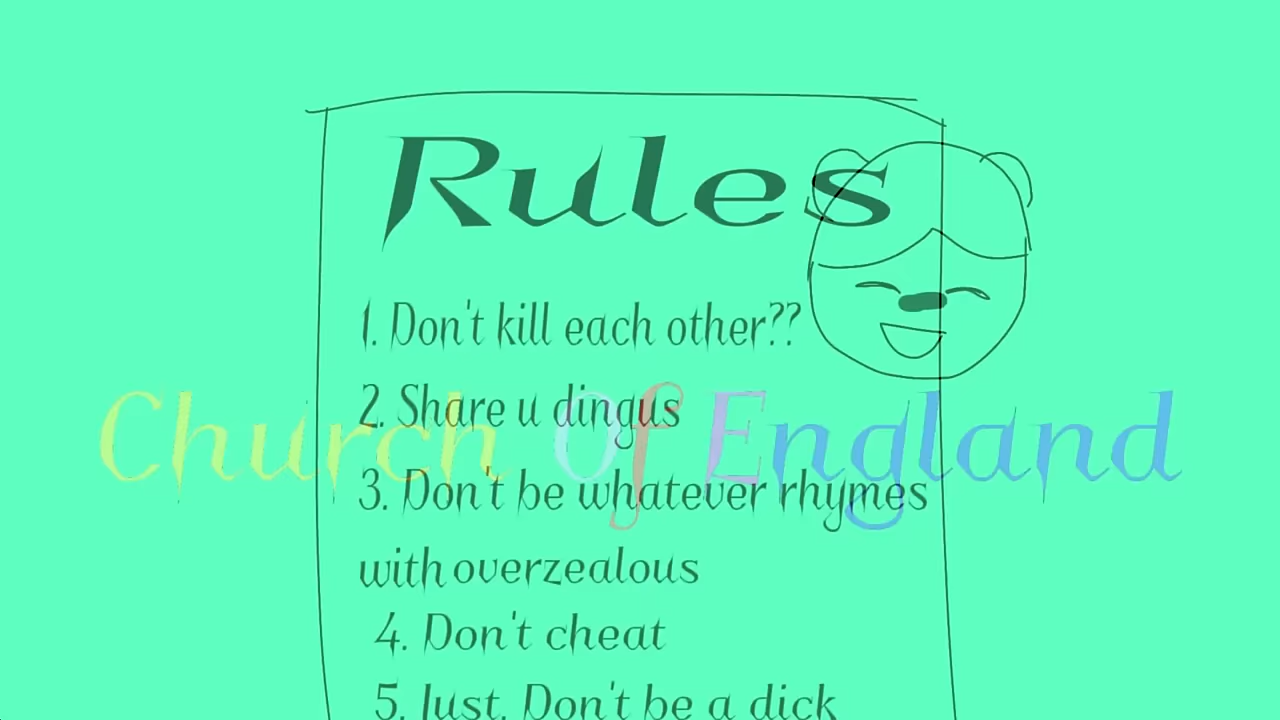 Rules
1. Don't kill each other??
2. Share u dingus
Church Of England
3. Don't be whatever rhymes
with overzealous
4. Don't cheat
5. Just. Don't be a dick